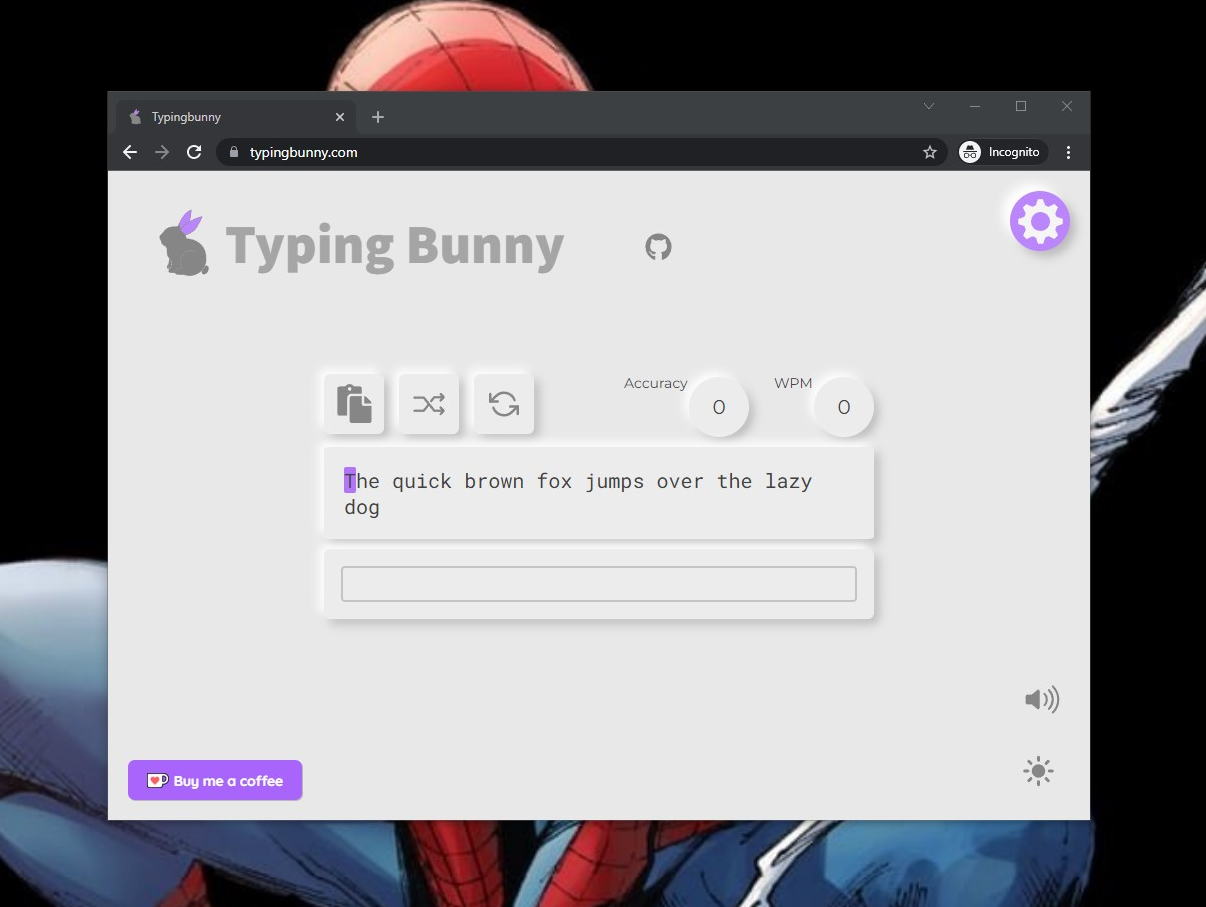 Typingbunny
typingbunny.com
Incognito
Typing Bunny
Accuracy
0
WPM
0
The quick brown fox jumps over the lazy
dog
Buy me a coffee